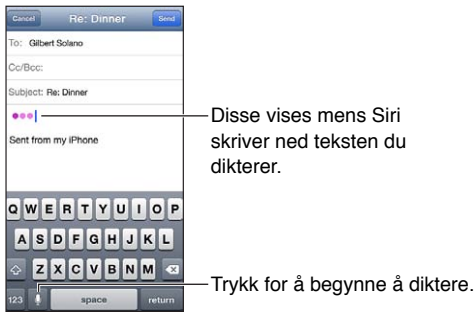 Cancel Re: Dinner Send
To: Gilbert Solano
Cc/Bcc:
Subject: Re: Dinner
Disse vises mens Siri
skriver ned teksten du
dikterer.
Sent from my iPhone
Q W E R T Y U I O P
A S D F G H J K L
Z X C V B N M
Trykk for å begynne å diktere.
123 space return